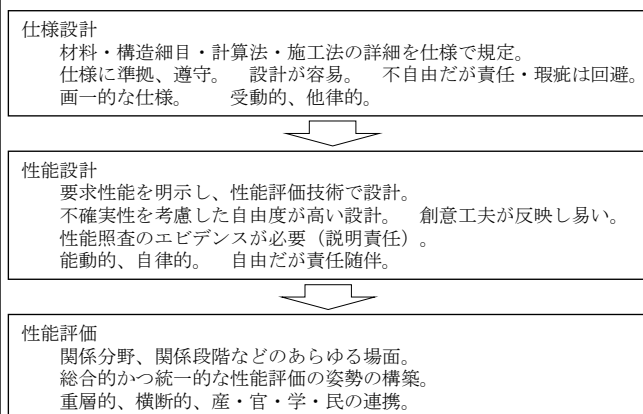 仕様設計
材料・構造細目・計算法・施工法の詳細を仕様で規定。
仕様に準拠、遵守。 設計が容易。 不自由だが責任・瑕疵は回避。
画一的な仕様。 受動的、他律的。
性能設計
要求性能を明示し、性能評価技術で設計。
不確実性を考慮した自由度が高い設計。 創意工夫が反映し易い。
性能照査のエビデンスが必要（説明責任）。
能動的、自律的。 自由だが責任随伴。
性能評価
関係分野、関係段階などのあらゆる場面。
総合的かつ統一的な性能評価の姿勢の構築。
重層的、横断的、産・官・学・民の連携。